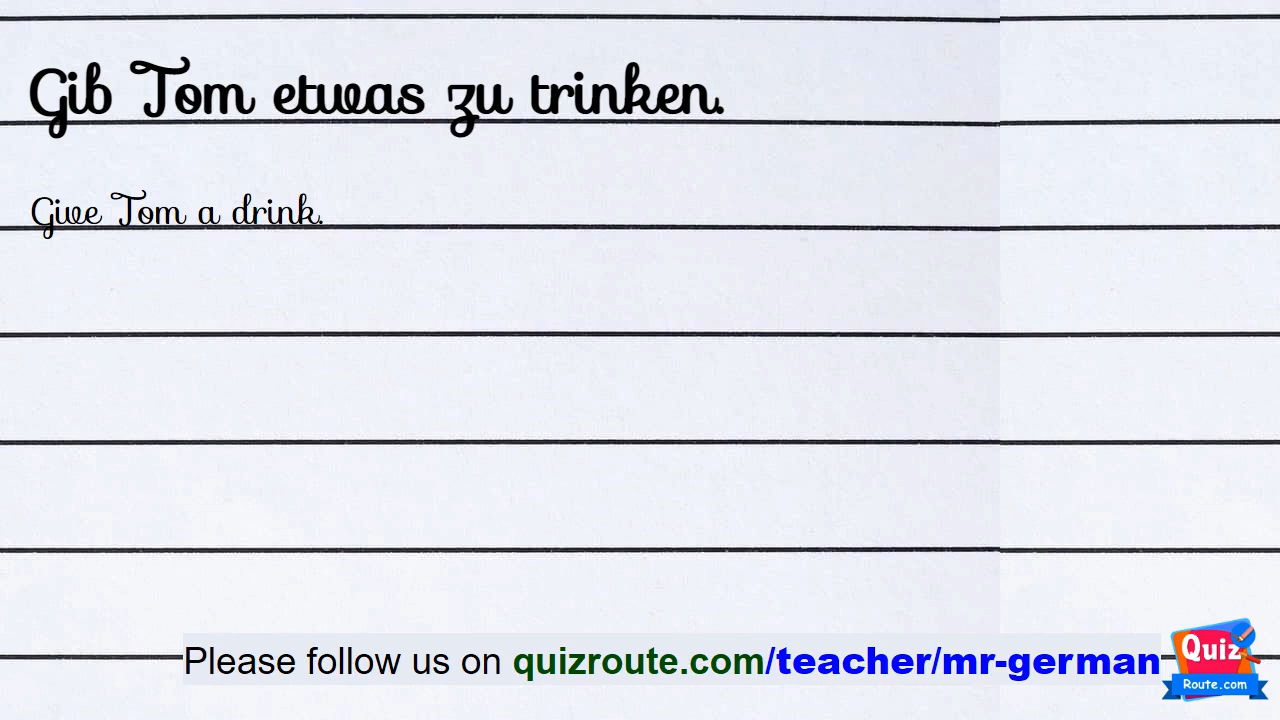 Gib Tom etwas zu trinken.
Give Tom a drink.
Please follow us on quizroute.com/teacher/mr-german
Quiz
Route.com